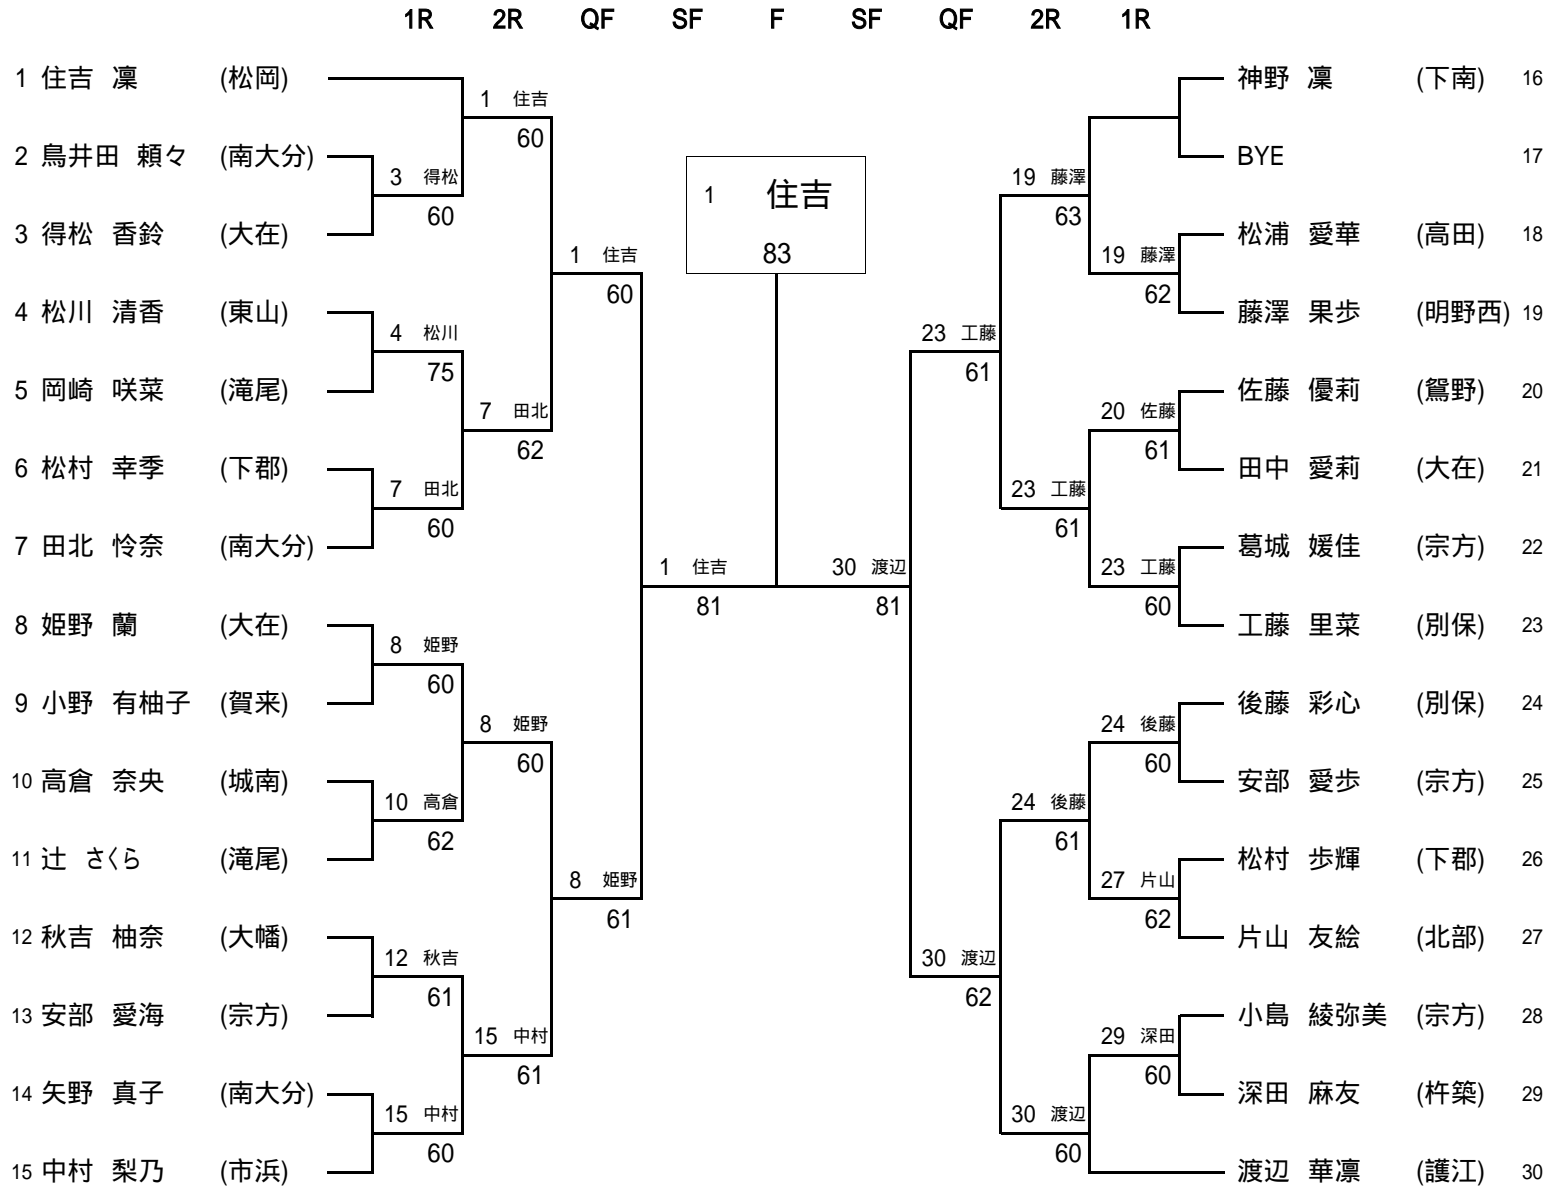 1R 2R QF SF F SF QF 2R 1R
1 住吉 凜 (松岡)
神野 凜 (下南) 16
1 住吉
60
2 鳥井田 頼々 (南大分)
BYE 17
3 得松
60
19 藤澤
63
1 住吉
83
3 得松 香鈴 (大在)
松浦 愛華 (高田) 18
1 住吉
60
19 藤澤
62
4 松川 清香 (東山)
藤澤 果歩 (明野西) 19
4 松川
75
23 工藤
61
5 岡崎 咲菜 (滝尾)
佐藤 優莉 (鴛野) 20
7 田北
62
20 佐藤
61
6 松村 幸季 (下郡)
田中 愛莉 (大在) 21
7 田北
60
23 工藤
61
7 田北 怜奈 (南大分)
葛城 媛佳 (宗方) 22
1 住吉
81
30 渡辺
81
23 工藤
60
8 姫野 蘭 (大在)
工藤 里菜 (別保) 23
8 姫野
60
9 小野 有柚子 (賀来)
後藤 彩心 (別保) 24
8 姫野
60
24 後藤
60
10 高倉 奈央 (城南)
安部 愛歩 (宗方) 25
10 高倉
62
24 後藤
61
11 辻 さくら (滝尾)
松村 歩輝 (下郡) 26
8 姫野
61
27 片山
62
12 秋吉 柚奈 (大幡)
片山 友絵 (北部) 27
12 秋吉
61
30 渡辺
62
13 安部 愛海 (宗方)
小島 綾弥美 (宗方) 28
15 中村
61
29 深田
60
14 矢野 真子 (南大分)
深田 麻友 (杵築) 29
15 中村
60
30 渡辺
60
15 中村 梨乃 (市浜)
渡辺 華凛 (護江) 30